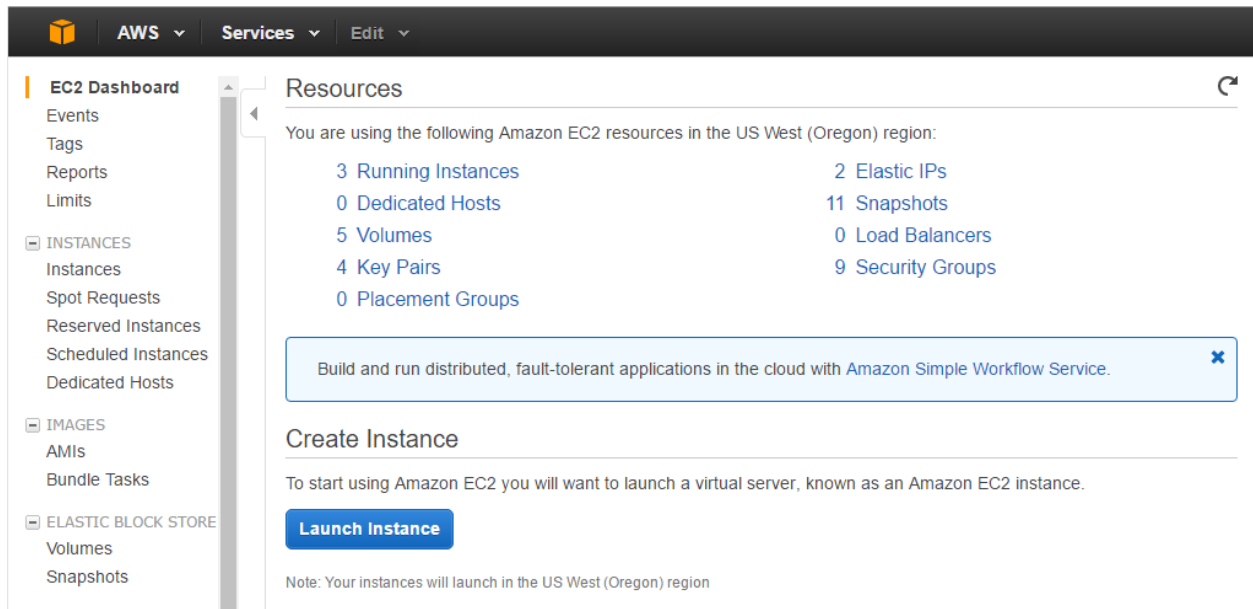 AWS
Services
Edit
EC2 Dashboard
Events
Tags
Reports
Limits
INSTANCES
Instances
Spot Requests
Reserved Instances
Scheduled Instances
Dedicated Hosts
IMAGES
AMIs
Bundle Tasks
ELASTIC BLOCK STORE
Volumes
Snapshots
Resources
You are using the following Amazon EC2 resources in the US West (Oregon) region:
3 Running Instances
0 Dedicated Hosts
5 Volumes
4 Key Pairs
0 Placement Groups
2 Elastic IPs
11 Snapshots
0 Load Balancers
9 Security Groups
Build and run distributed, fault-tolerant applications in the cloud with Amazon Simple Workflow Service.
Create Instance
To start using Amazon EC2 you will want to launch a virtual server, known as an Amazon EC2 instance.
Launch Instance
Note: Your instances will launch in the US West (Oregon) region